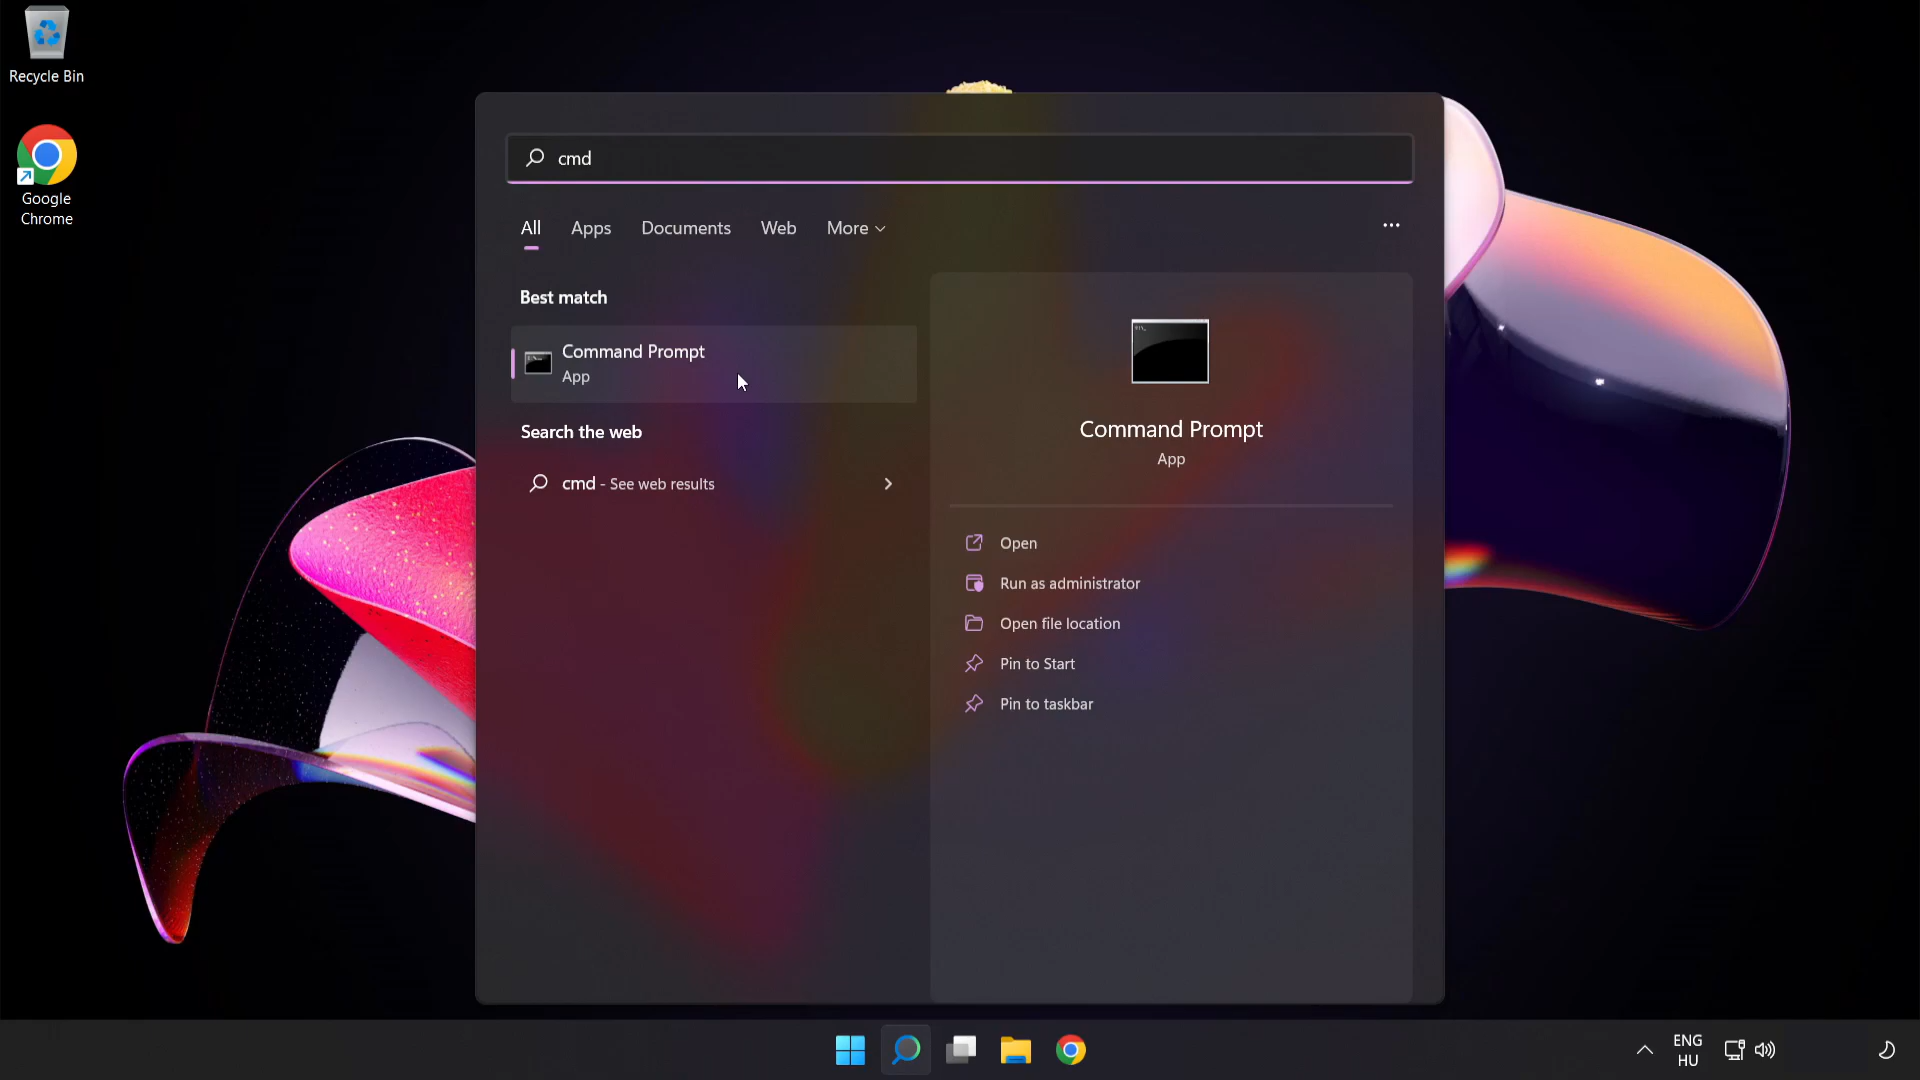 Recycle Bin
Google
Chrome
cmd
All Apps Documents Web More
Best match
Command Prompt
App
Search the web
cmd - See web results
Command Prompt
App
Open
Run as administrator
Open file location
Pin to Start
Pin to taskbar
ENG
HU